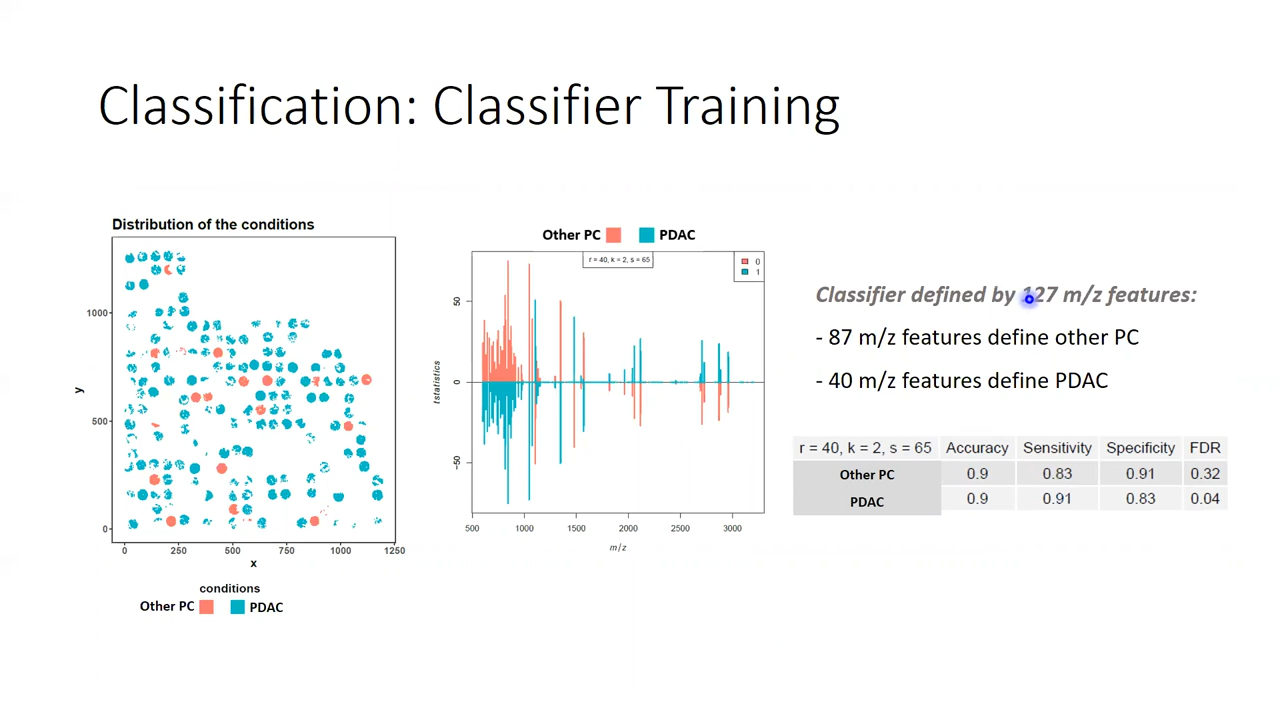 Classification: Classifier Training
Distribution of the conditions
y
1000
500
0
0 250 500 750 1000 1250
x
conditions
Other PC PDAC
Other PC PDAC
r = 40, k = 2, s = 65
0
1
tstatistics
50
0
-50
500 1000 1500 2000 2500 3000
m/z
Classifier defined by 127 m/z features:
- 87 m/z features define other PC
- 40 m/z features define PDAC
r = 40, k = 2, s = 65 Accuracy Sensitivity Specificity FDR
Other PC 0.9 0.83 0.91 0.32
PDAC 0.9 0.91 0.83 0.04